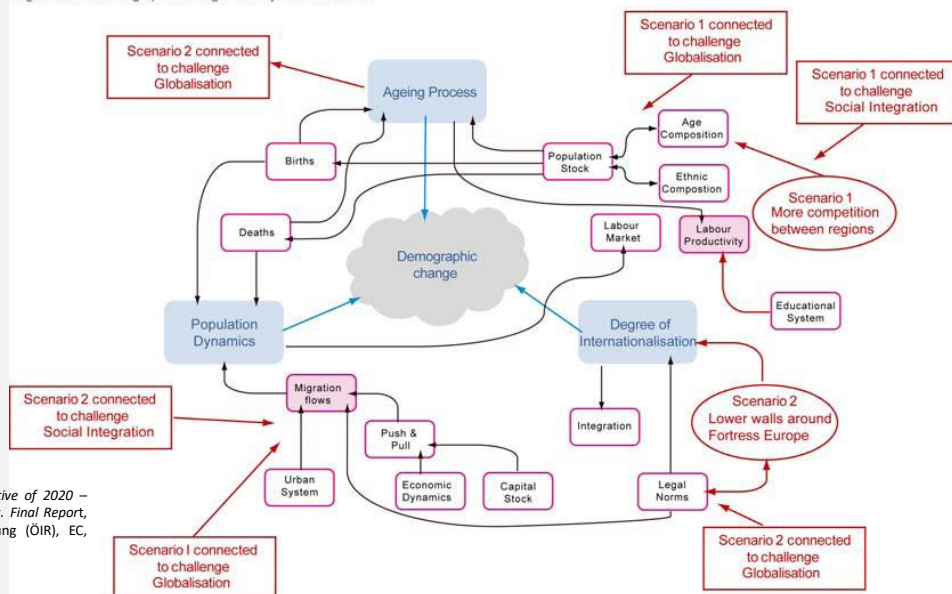 Scenario 2 connected
to challenge
Globalisation
Scenario 1 connected
to challenge
Globalisation
Scenario 1 connected
to challenge
Social Integration
Ageing Process
Births
Population
Stock
Age
Composition
Ethnic
Compostion
Scenario 1
More competition
between regions
Deaths
Labour
Market
Labour
Productivity
Demographic
change
Educational
System
Population
Dynamics
Degree of
Internationalisation
Scenario 2 connected
to challenge
Social Integration
Migration
flows
Push & 
Pull
Integration
Scenario 2
Lower walls around
Fortress Europe
Urban
System
Economic
Dynamics
Capital
Stock
Legal
Norms
tive of 2020 –
. Final Report,
ung (ÖIR), EC,
Scenario I connected
to challenge
Globalisation
Scenario 2 connected
to challenge
Globalisation